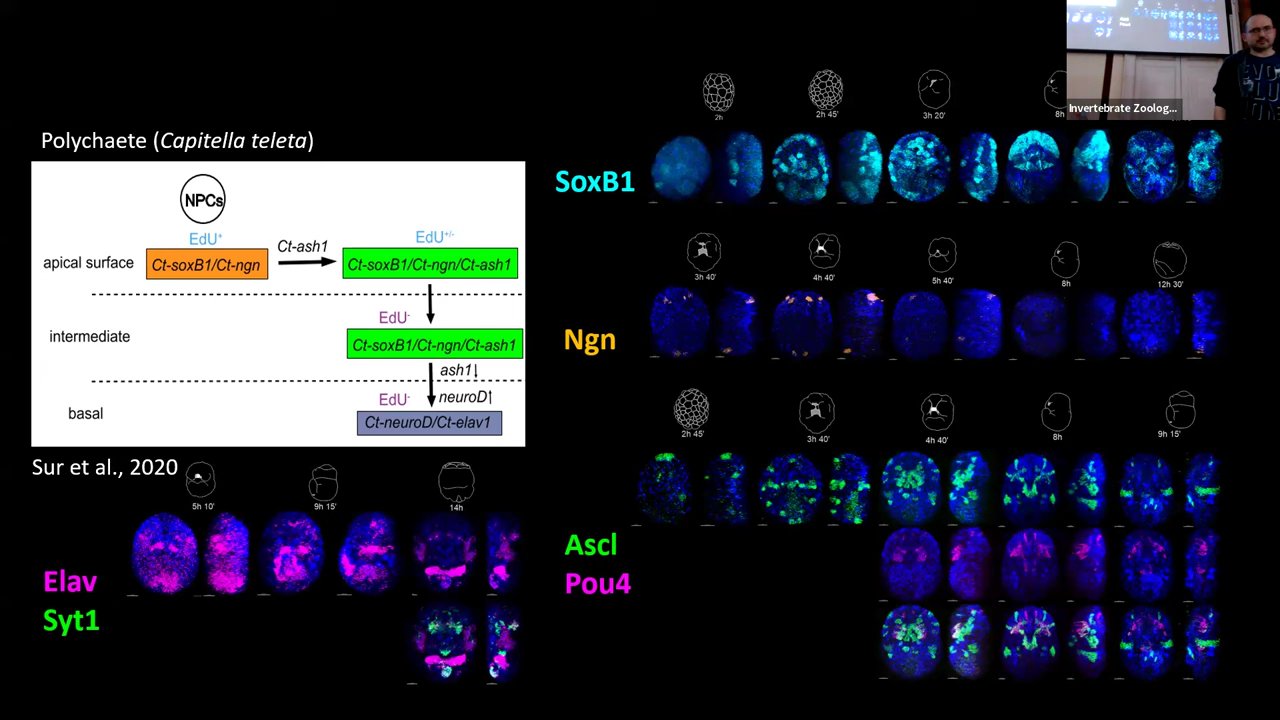 Polychaete (Capitella teleta)
NPCs
EdU+
EdU+/-
Ct-ash1
apical surface
Ct-soxB1/Ct-ngn
Ct-soxB1/Ct-ngn/Ct-ash1
EdU-
intermediate
Ct-soxB1/Ct-ngn/Ct-ash1
ash1↓
EdU-
neuroD↑
basal
Ct-neuroD/Ct-elav1
Sur et al., 2020
5h 10'
9h 15'
14h
Elav
Syt1
2h
2h 45'
3h 20'
8h
Invertebrate Zoolog...
SoxB1
3h 40'
4h 40'
5h 40'
8h
12h 30'
Ngn
2h 45'
3h 40'
4h 40'
8h
9h 15'
Ascl
Pou4